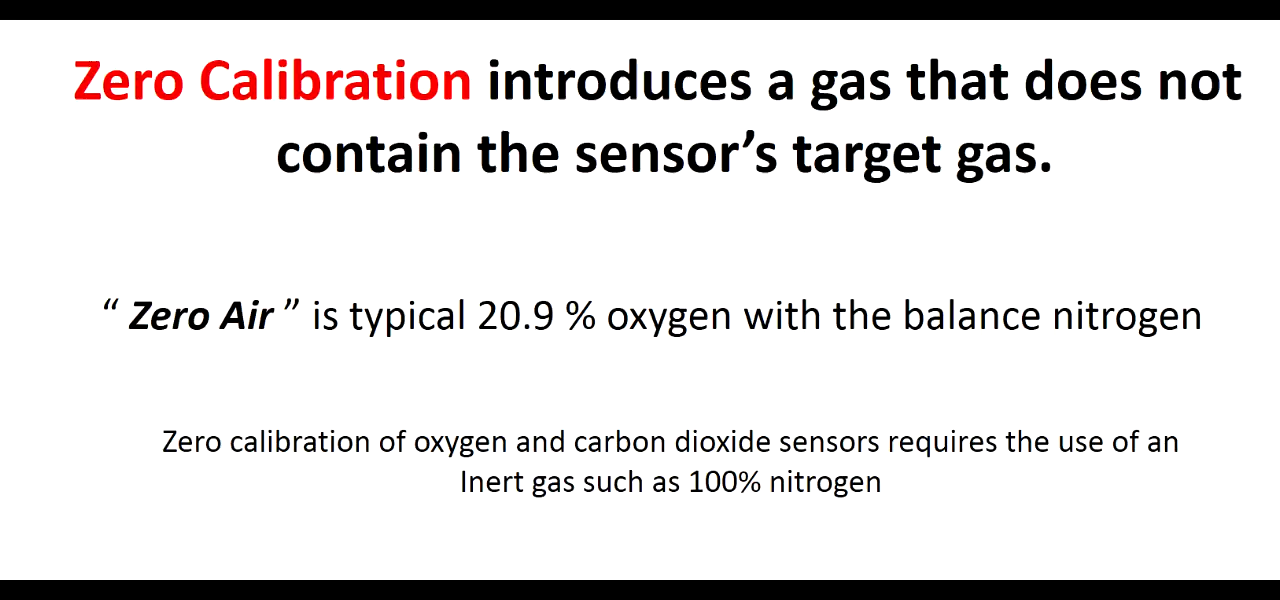 Zero Calibration introduces a gas that does not
contain the sensor’s target gas.
“ Zero Air ” is typical 20.9 % oxygen with the balance nitrogen
Zero calibration of oxygen and carbon dioxide sensors requires the use of an
Inert gas such as 100% nitrogen